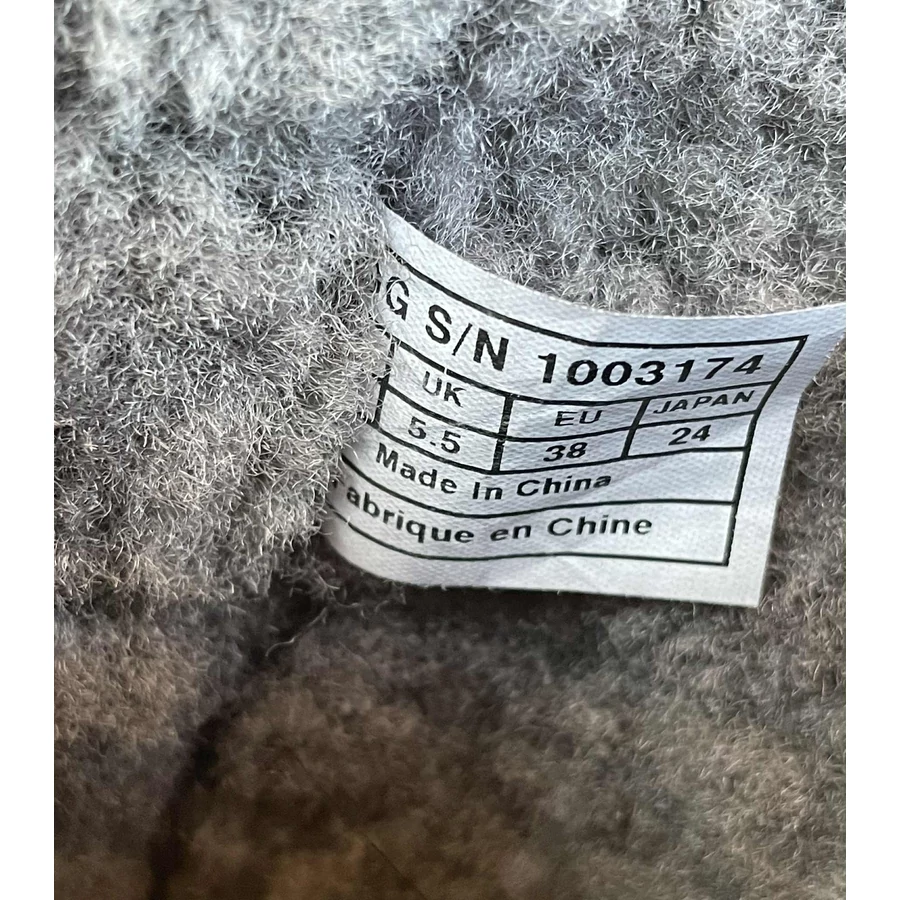 G S/N 1003174
UK EU JAPAN
5.5 38 24
Made In China
abrique en Chine